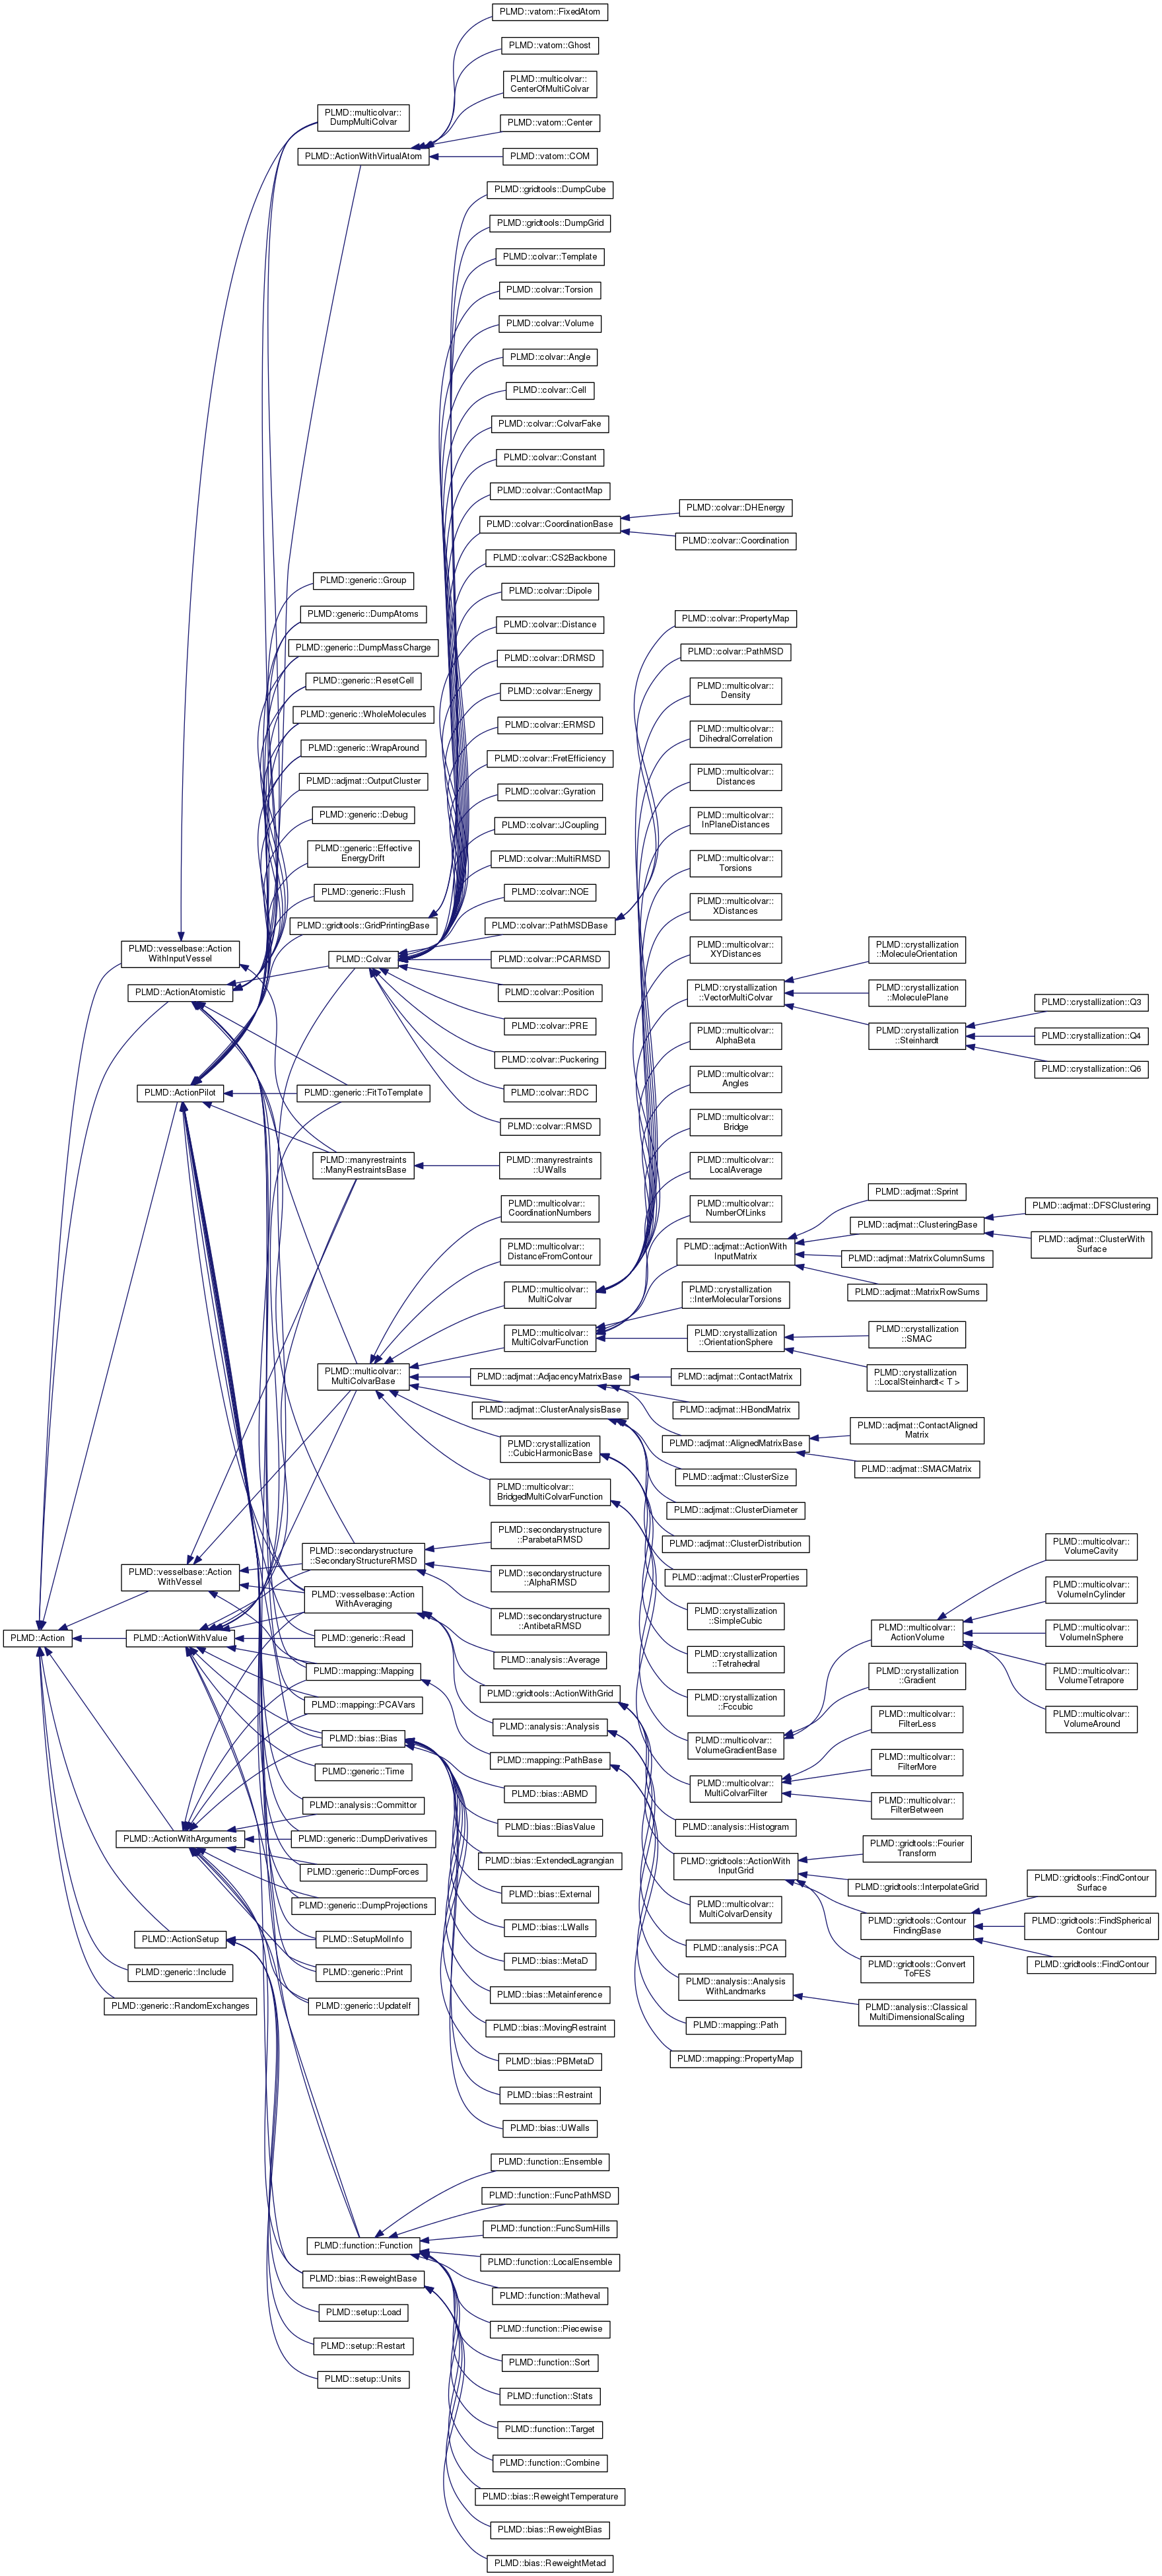 PLMD::Action
PLMD::vesselbase::Action
WithInputVessel
PLMD::ActionAtomistic
PLMD::ActionPilot
PLMD::vesselbase::Action
WithVessel
PLMD::ActionWithValue
PLMD::ActionWithArguments
PLMD::ActionSetup
PLMD::generic::Include
PLMD::generic::RandomExchanges
PLMD::multicolvar::
DumpMultiColvar
PLMD::ActionWithVirtualAtom
PLMD::generic::Group
PLMD::generic::DumpAtoms
PLMD::generic::DumpMassCharge
PLMD::generic::ResetCell
PLMD::generic::WholeMolecules
PLMD::generic::WrapAround
PLMD::adjmat::OutputCluster
PLMD::generic::Debug
PLMD::generic::Effective
EnergyDrift
PLMD::generic::Flush
PLMD::gridtools::GridPrintingBase
PLMD::Colvar
PLMD::generic::FitToTemplate
PLMD::manyrestraints
::ManyRestraintsBase
PLMD::multicolvar::
MultiColvarBase
PLMD::secondarystructure
::SecondaryStructureRMSD
PLMD::vesselbase::Action
WithAveraging
PLMD::generic::Read
PLMD::mapping::Mapping
PLMD::mapping::PCAVars
PLMD::bias::Bias
PLMD::generic::Time
PLMD::analysis::Committor
PLMD::generic::DumpDerivatives
PLMD::generic::DumpForces
PLMD::generic::DumpProjections
PLMD::SetupMolInfo
PLMD::generic::Print
PLMD::generic::UpdateIf
PLMD::function::Function
PLMD::bias::ReweightBase
PLMD::setup::Load
PLMD::setup::Restart
PLMD::setup::Units
PLMD::vatom::FixedAtom
PLMD::vatom::Ghost
PLMD::multicolvar::
CenterOfMultiColvar
PLMD::vatom::Center
PLMD::vatom::COM
PLMD::gridtools::DumpCube
PLMD::gridtools::DumpGrid
PLMD::colvar::Template
PLMD::colvar::Torsion
PLMD::colvar::Volume
PLMD::colvar::Angle
PLMD::colvar::Cell
PLMD::colvar::ColvarFake
PLMD::colvar::Constant
PLMD::colvar::ContactMap
PLMD::colvar::CoordinationBase
PLMD::colvar::CS2Backbone
PLMD::colvar::Dipole
PLMD::colvar::Distance
PLMD::colvar::DRMSD
PLMD::colvar::Energy
PLMD::colvar::ERMSD
PLMD::colvar::FretEfficiency
PLMD::colvar::Gyration
PLMD::colvar::JCoupling
PLMD::colvar::MultiRMSD
PLMD::colvar::NOE
PLMD::colvar::PathMSDBase
PLMD::colvar::PCARMSD
PLMD::colvar::Position
PLMD::colvar::PRE
PLMD::colvar::Puckering
PLMD::colvar::RDC
PLMD::colvar::RMSD
PLMD::manyrestraints
::UWalls
PLMD::multicolvar::
CoordinationNumbers
PLMD::multicolvar::
DistanceFromContour
PLMD::multicolvar::
MultiColvar
PLMD::multicolvar::
MultiColvarFunction
PLMD::adjmat::AdjacencyMatrixBase
PLMD::adjmat::ClusterAnalysisBase
PLMD::crystallization
::CubicHarmonicBase
PLMD::multicolvar::
BridgedMultiColvarFunction
PLMD::secondarystructure
::ParabetaRMSD
PLMD::secondarystructure
::AlphaRMSD
PLMD::secondarystructure
::AntibetaRMSD
PLMD::analysis::Average
PLMD::gridtools::ActionWithGrid
PLMD::analysis::Analysis
PLMD::mapping::PathBase
PLMD::bias::ABMD
PLMD::bias::BiasValue
PLMD::bias::ExtendedLagrangian
PLMD::bias::External
PLMD::bias::LWalls
PLMD::bias::MetaD
PLMD::bias::Metainference
PLMD::bias::MovingRestraint
PLMD::bias::PBMetaD
PLMD::bias::Restraint
PLMD::bias::UWalls
PLMD::function::Ensemble
PLMD::function::FuncPathMSD
PLMD::function::FuncSumHills
PLMD::function::LocalEnsemble
PLMD::function::Matheval
PLMD::function::Piecewise
PLMD::function::Sort
PLMD::function::Stats
PLMD::function::Target
PLMD::function::Combine
PLMD::bias::ReweightTemperature
PLMD::bias::ReweightBias
PLMD::bias::ReweightMetad
PLMD::colvar::DHEnergy
PLMD::colvar::Coordination
PLMD::colvar::PropertyMap
PLMD::colvar::PathMSD
PLMD::multicolvar::
Density
PLMD::multicolvar::
DihedralCorrelation
PLMD::multicolvar::
Distances
PLMD::multicolvar::
InPlaneDistances
PLMD::multicolvar::
Torsions
PLMD::multicolvar::
XDistances
PLMD::multicolvar::
XYDistances
PLMD::crystallization
::VectorMultiColvar
PLMD::multicolvar::
AlphaBeta
PLMD::multicolvar::
Angles
PLMD::multicolvar::
Bridge
PLMD::multicolvar::
LocalAverage
PLMD::multicolvar::
NumberOfLinks
PLMD::adjmat::ActionWith
InputMatrix
PLMD::crystallization
::InterMolecularTorsions
PLMD::crystallization
::OrientationSphere
PLMD::adjmat::ContactMatrix
PLMD::adjmat::HBondMatrix
PLMD::adjmat::AlignedMatrixBase
PLMD::adjmat::ClusterSize
PLMD::adjmat::ClusterDiameter
PLMD::adjmat::ClusterDistribution
PLMD::adjmat::ClusterProperties
PLMD::crystallization
::SimpleCubic
PLMD::crystallization
::Tetrahedral
PLMD::crystallization
::Fccubic
PLMD::multicolvar::
VolumeGradientBase
PLMD::multicolvar::
MultiColvarFilter
PLMD::analysis::Histogram
PLMD::gridtools::ActionWith
InputGrid
PLMD::multicolvar::
MultiColvarDensity
PLMD::analysis::PCA
PLMD::analysis::Analysis
WithLandmarks
PLMD::mapping::Path
PLMD::mapping::PropertyMap
PLMD::crystallization
::MoleculeOrientation
PLMD::crystallization
::MoleculePlane
PLMD::crystallization
::Steinhardt
PLMD::adjmat::Sprint
PLMD::adjmat::ClusteringBase
PLMD::adjmat::MatrixColumnSums
PLMD::adjmat::MatrixRowSums
PLMD::crystallization
::SMAC
PLMD::crystallization
::LocalSteinhardt< T >
PLMD::adjmat::ContactAligned
Matrix
PLMD::adjmat::SMACMatrix
PLMD::multicolvar::
ActionVolume
PLMD::crystallization
::Gradient
PLMD::multicolvar::
FilterLess
PLMD::multicolvar::
FilterMore
PLMD::multicolvar::
FilterBetween
PLMD::gridtools::Fourier
Transform
PLMD::gridtools::InterpolateGrid
PLMD::gridtools::Contour
FindingBase
PLMD::gridtools::Convert
ToFES
PLMD::analysis::Classical
MultiDimensionalScaling
PLMD::crystallization::Q3
PLMD::crystallization::Q4
PLMD::crystallization::Q6
PLMD::adjmat::DFSClustering
PLMD::adjmat::ClusterWith
Surface
PLMD::multicolvar::
VolumeCavity
PLMD::multicolvar::
VolumeInCylinder
PLMD::multicolvar::
VolumeInSphere
PLMD::multicolvar::
VolumeTetrapore
PLMD::multicolvar::
VolumeAround
PLMD::gridtools::FindContour
Surface
PLMD::gridtools::FindSpherical
Contour
PLMD::gridtools::FindContour